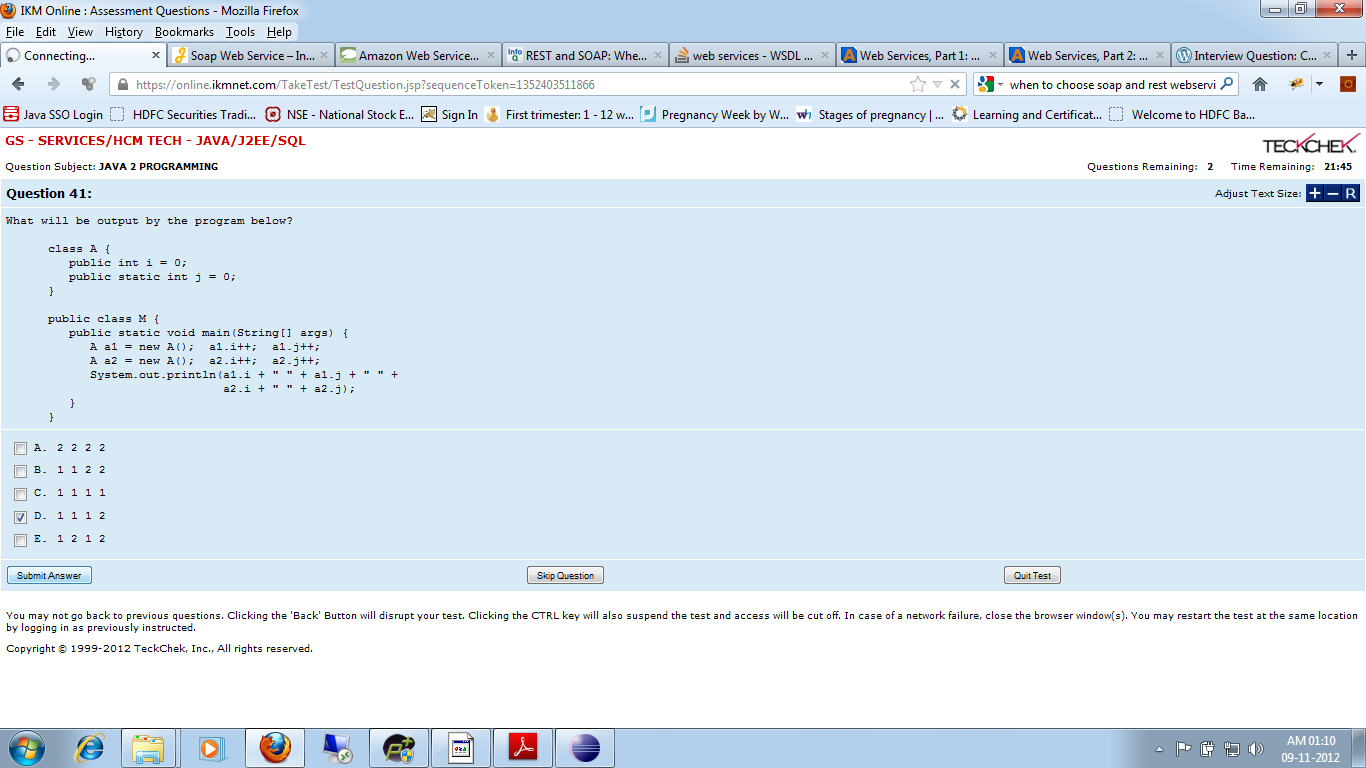 IKM Online : Assessment Questions - Mozilla Firefox
File Edit View History Bookmarks Tools Help
Connecting... Soap Web Service – In... Amazon Web Service... REST and SOAP: Whe... web services - WSDL ... Web Services, Part 1: ... Web Services, Part 2: ... Interview Question: C...
https://online.ikmnet.com/TakeTest/TestQuestion.jsp?sequenceToken=1352403511866 when to choose soap and rest webservi
Java SSO Login HDFC Securities Tradi... NSE - National Stock E... Sign In First trimester: 1 - 12 w... Pregnancy Week by W... Stages of pregnancy | ... Learning and Certificat... Welcome to HDFC Ba...
GS - SERVICES/HCM TECH - JAVA/J2EE/SQL TECKCHEK
Question Subject: JAVA 2 PROGRAMMING Questions Remaining: 2 Time Remaining: 21:45
Question 41: Adjust Text Size: + – R
What will be output by the program below?
class A {
public int i = 0;
public static int j = 0;
}
public class M {
public static void main(String[] args) {
A a1 = new A(); a1.i++; a1.j++;
A a2 = new A(); a2.i++; a2.j++;
System.out.println(a1.i + " " + a1.j + " " +
a2.i + " " + a2.j);
}
}
A. 2 2 2 2
B. 1 1 2 2
C. 1 1 1 1
D. 1 1 1 2
E. 1 2 1 2
Submit Answer Skip Question Quit Test
You may not go back to previous questions. Clicking the 'Back' Button will disrupt your test. Clicking the CTRL key will also suspend the test and access will be cut off. In case of a network failure, close the browser window(s). You may restart the test at the same location
by logging in as previously instructed.
Copyright © 1999-2012 TeckChek, Inc., All rights reserved.
AM 01:10
09-11-2012